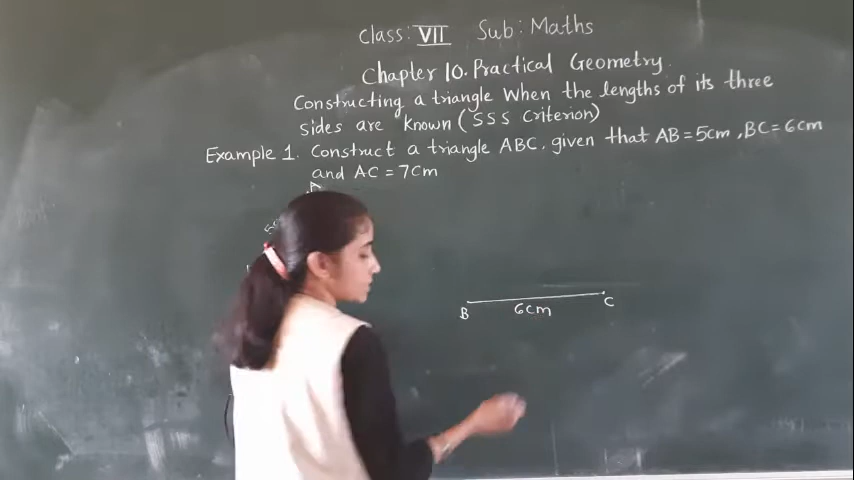 Class: VII Sub: Maths
Chapter 10. Practical Geometry
Constructing a triangle When the lengths of its three
sides are known (SSS Criterion)
Example 1. Construct a triangle ABC, given that AB = 5cm, BC = 6cm
and AC = 7cm
A
B 6cm C